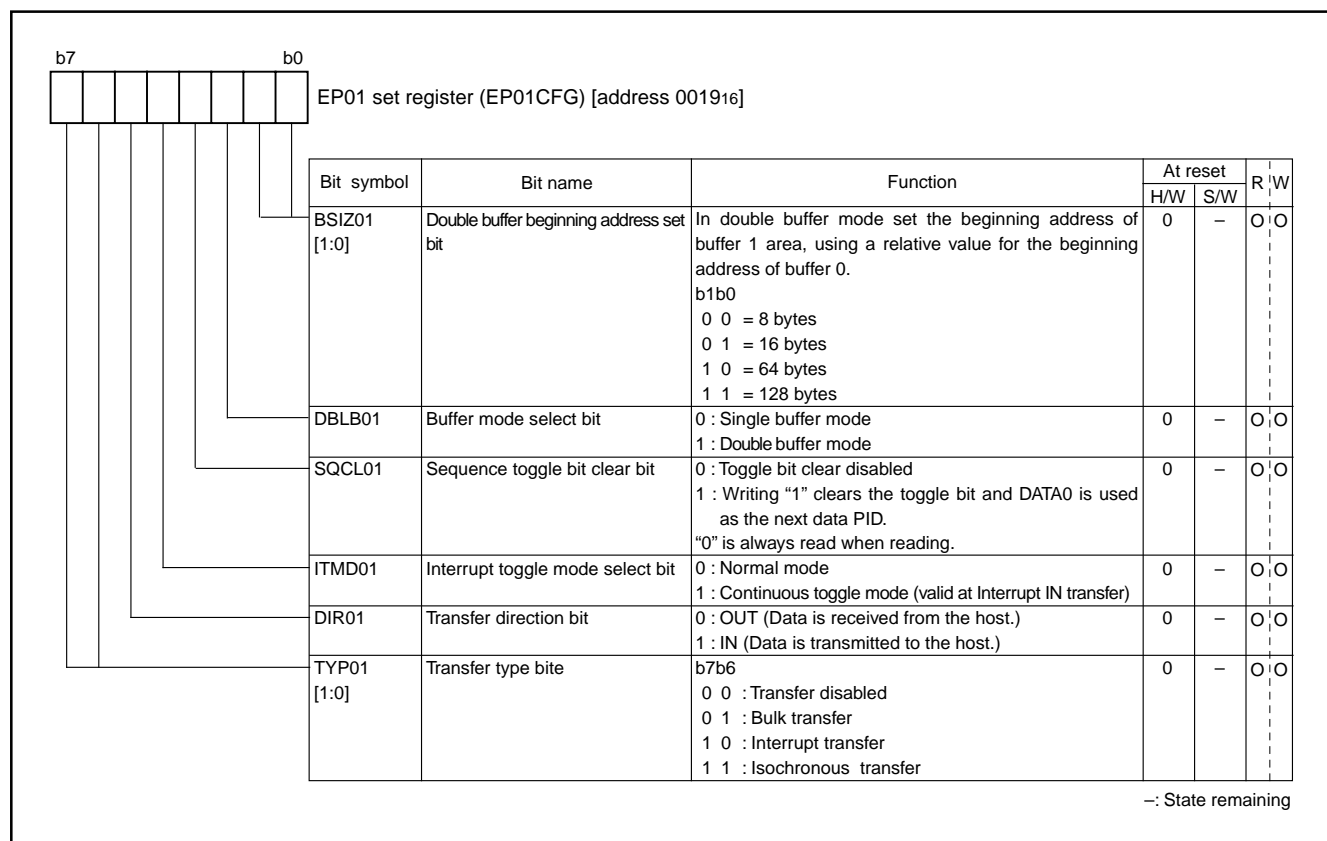 b7 b0
EP01 set register (EP01CFG) [address 001916]
Bit symbol Bit name Function At reset R W
H/W S/W
BSIZ01 Double buffer beginning address set In double buffer mode set the beginning address of 0 – O O
[1:0] bit buffer 1 area, using a relative value for the beginning
address of buffer 0.
b1b0
0 0 = 8 bytes
0 1 = 16 bytes
1 0 = 64 bytes
1 1 = 128 bytes
DBLB01 Buffer mode select bit 0 : Single buffer mode 0 – O O
1 : Double buffer mode
SQCL01 Sequence toggle bit clear bit 0 : Toggle bit clear disabled 0 – O O
1 : Writing “1” clears the toggle bit and DATA0 is used
as the next data PID.
“0” is always read when reading.
ITMD01 Interrupt toggle mode select bit 0 : Normal mode 0 – O O
1 : Continuous toggle mode (valid at Interrupt IN transfer)
DIR01 Transfer direction bit 0 : OUT (Data is received from the host.) 0 – O O
1 : IN (Data is transmitted to the host.)
TYP01 Transfer type bite b7b6 0 – O O
[1:0] 0 0 : Transfer disabled
0 1 : Bulk transfer
1 0 : Interrupt transfer
1 1 : Isochronous transfer
–: State remaining